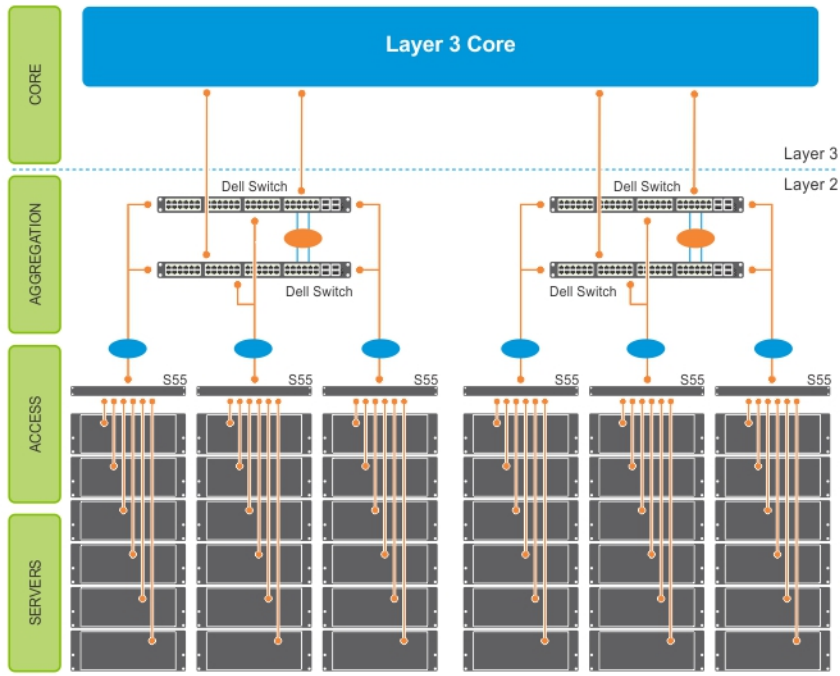 CORE
Layer 3 Core
Layer 3
Layer 2
AGGREGATION
Dell Switch
Dell Switch
Dell Switch
Dell Switch
ACCESS
S55
S55
S55
S55
S55
S55
SERVERS